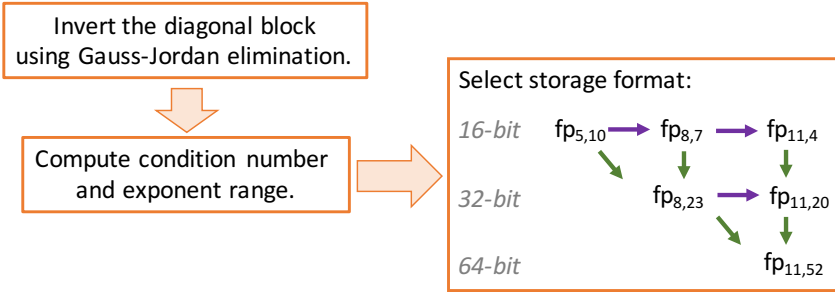 Invert the diagonal block
using Gauss-Jordan elimination.
Compute condition number
and exponent range.
Select storage format:
16-bit fp5,10 fp8,7 fp11,4
32-bit fp8,23 fp11,20
64-bit fp11,52